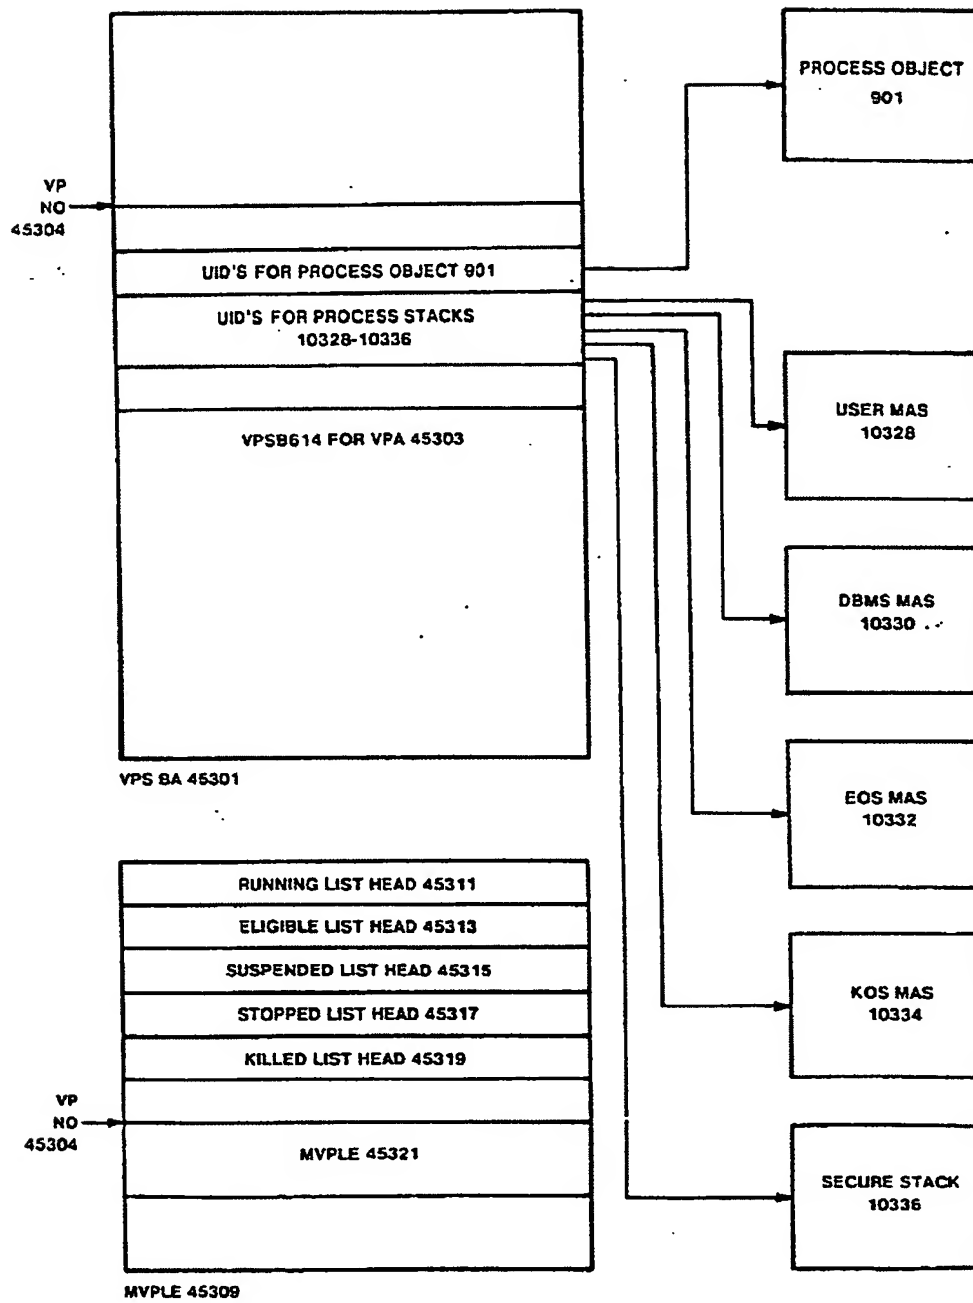 PROCESS OBJECT
901
VP
NO
45304
UID'S FOR PROCESS OBJECT 901
UID'S FOR PROCESS STACKS
10328-10336
VPSB614 FOR VPA 45303
USER MAS
10328
DBMS MAS
10330
EOS MAS
10332
KOS MAS
10334
SECURE STACK
10336
VPS BA 45301
RUNNING LIST HEAD 45311
ELIGIBLE LIST HEAD 45313
SUSPENDED LIST HEAD 45315
STOPPED LIST HEAD 45317
KILLED LIST HEAD 45319
VP
NO
45304
MVPLE 45321
MVPLE 45309